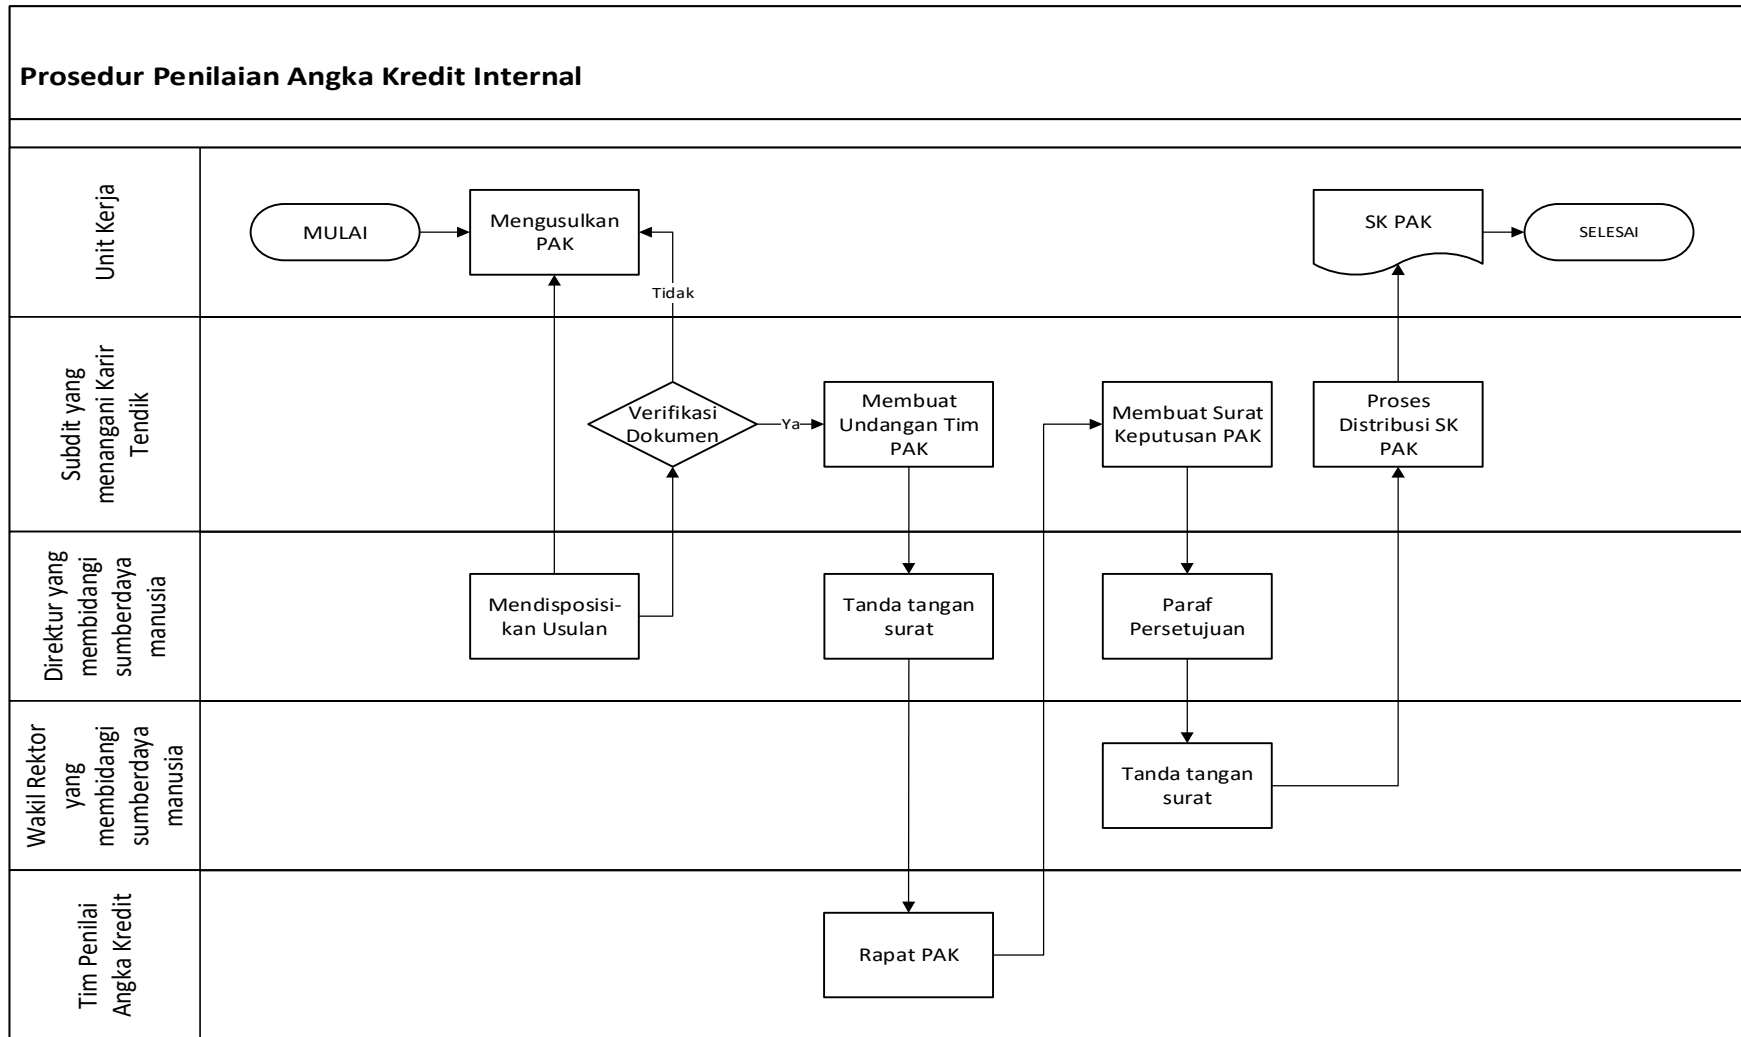 Prosedur Penilaian Angka Kredit Internal
Unit Kerja
MULAI
Mengusulkan
PAK
SK PAK
SELESAI
Tidak
Subdit yang
menangani Karir
Tendik
Verifikasi
Dokumen
Ya
Membuat
Undangan Tim
PAK
Membuat Surat
Keputusan PAK
Proses
Distribusi SK
PAK
Direktur yang
membidangi
sumberdaya
manusia
Mendisposisi-
kan Usulan
Tanda tangan
surat
Paraf
Persetujuan
Wakil Rektor
yang
membidangi
sumberdaya
manusia
Tanda tangan
surat
Tim Penilai
Angka Kredit
Rapat PAK